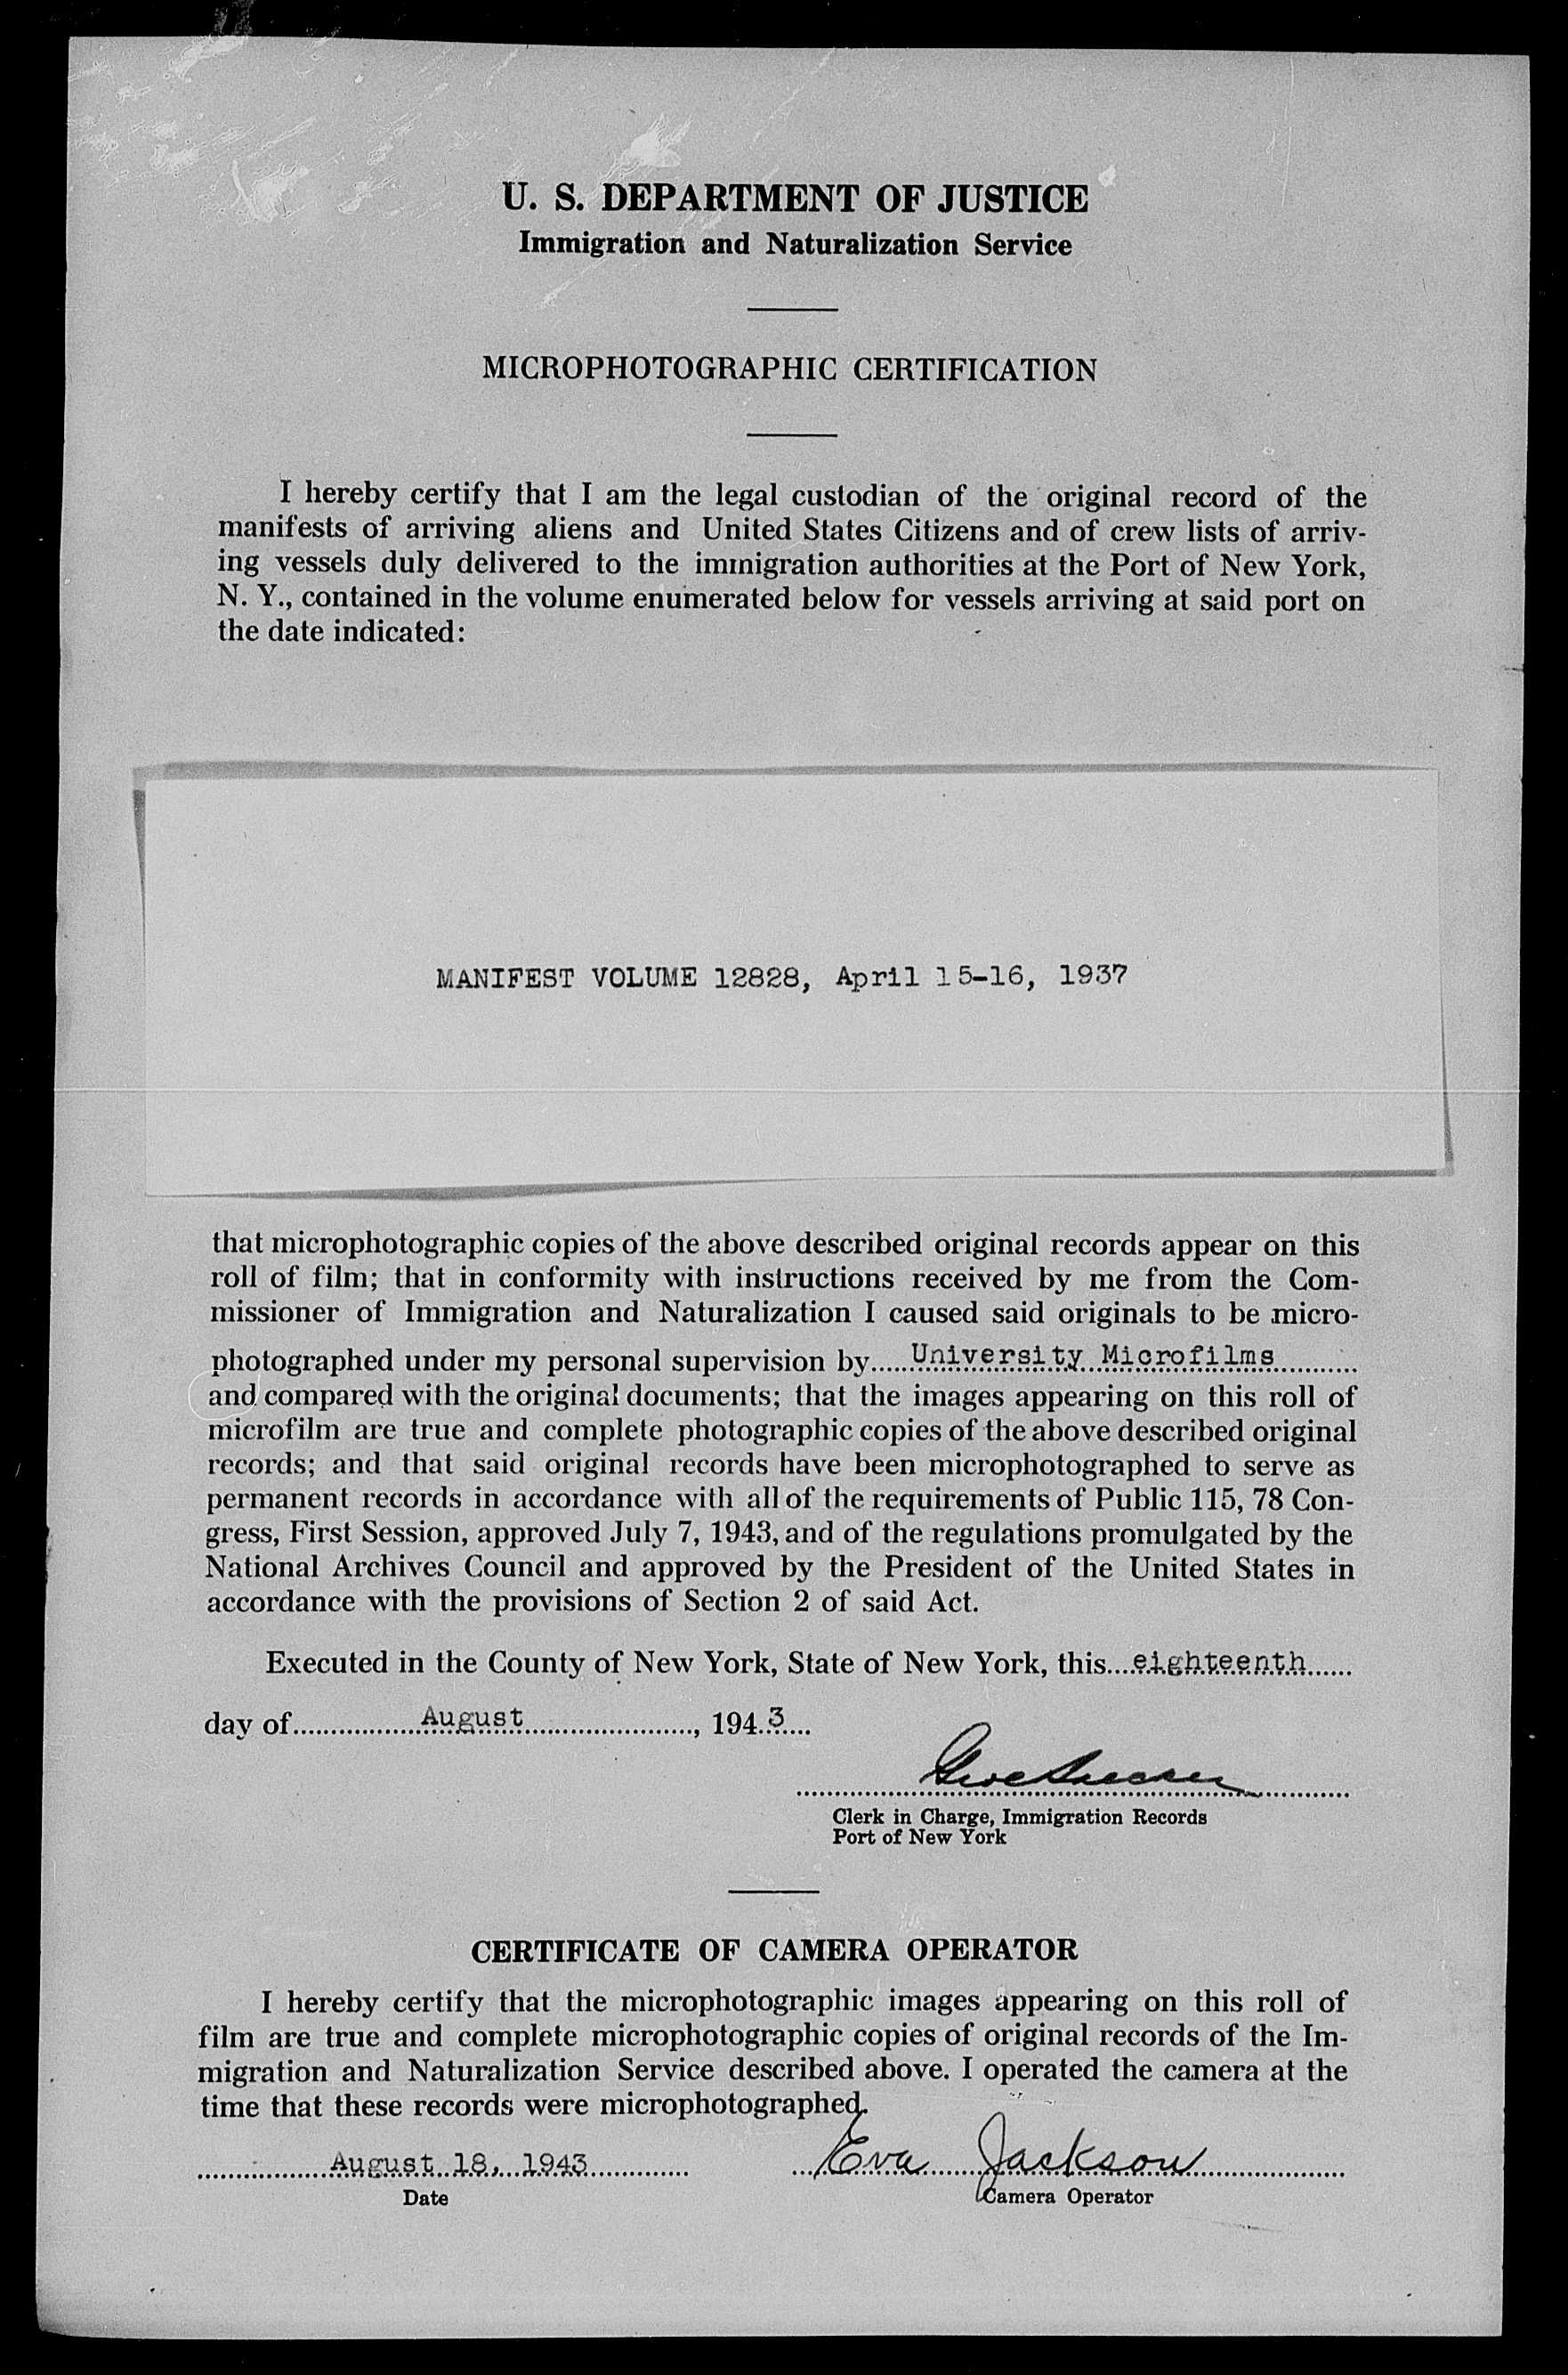 U. S. DEPARTMENT OF JUSTICE
Immigration and Naturalization Service
MICROPHOTOGRAPHIC CERTIFICATION
I hereby certify that I am the legal custodian of the original record of the
manifests of arriving aliens and United States Citizens and of crew lists of arriv-
ing vessels duly delivered to the immigration authorities at the Port of New York,
N. Y., contained in the volume enumerated below for vessels arriving at said port on
the date indicated:
MANIFEST VOLUME 12828, April 15-16, 1937
that microphotographic copies of the above described original records appear on this
roll of film; that in conformity with instructions received by me from the Com-
missioner of Immigration and Naturalization I caused said originals to be micro-
photographed under my personal supervision by University Microfilms
and compared with the original documents; that the images appearing on this roll of
microfilm are true and complete photographic copies of the above described original
records; and that said original records have been microphotographed to serve as
permanent records in accordance with all of the requirements of Public 115, 78 Con-
gress, First Session, approved July 7, 1943, and of the regulations promulgated by the
National Archives Council and approved by the President of the United States in
accordance with the provisions of Section 2 of said Act.
Executed in the County of New York, State of New York, this eighteenth
day of August, 1943
Clerk in Charge, Immigration Records
Port of New York
CERTIFICATE OF CAMERA OPERATOR
I hereby certify that the microphotographic images appearing on this roll of
film are true and complete microphotographic copies of original records of the Im-
migration and Naturalization Service described above. I operated the camera at the
time that these records were microphotographed.
August 18, 1943 Eva Jackson
Date Camera Operator